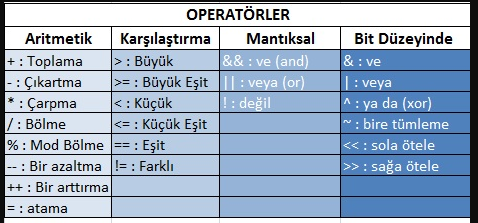 OPERATÖRLER
Aritmetik Karşılaştırma Mantıksal Bit Düzeyinde
+ : Toplama > : Büyük && : ve (and) & : ve
- : Çıkartma >= : Büyük Eşit || : veya (or) | : veya
* : Çarpma < : Küçük ! : değil ^ : ya da (xor)
/ : Bölme <= : Küçük Eşit ~ : bire tümleme
% : Mod Bölme == : Eşit << : sola ötele
-- : Bir azaltma != : Farklı >> : sağa ötele
++ : Bir arttırma
= : atama